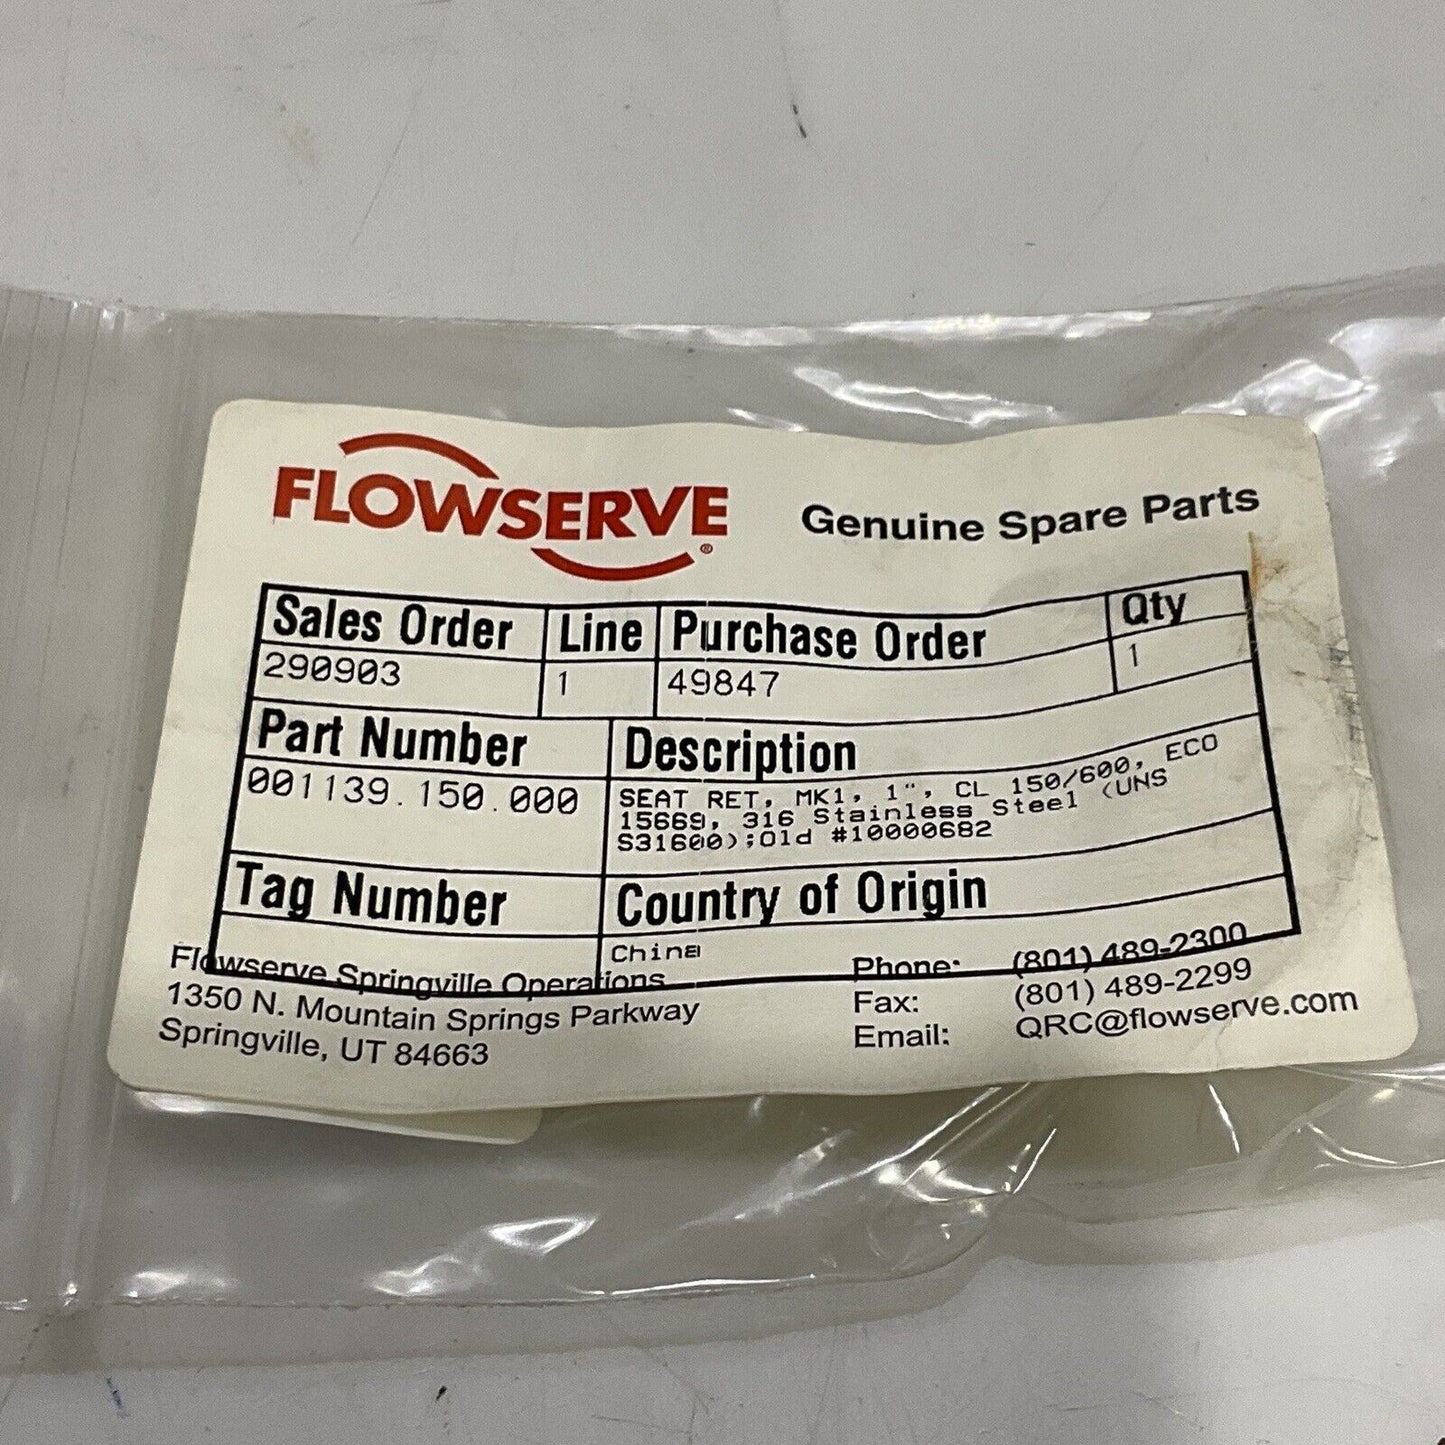 FLOWSERVE ®
Genuine Spare Parts
Sales Order Line Purchase Order Qty
290903 1 49847 1
Part Number Description
001139.150.000 SEAT RET, MK1, 1", CL 150/600, ECO
15669, 316 Stainless Steel (UNS
S31600);Old #10000682
Tag Number Country of Origin
China
Flowserve Springville Operations Phone: (801) 489-2300
1350 N. Mountain Springs Parkway Fax: (801) 489-2299
Springville, UT 84663 Email: QRC@flowserve.com